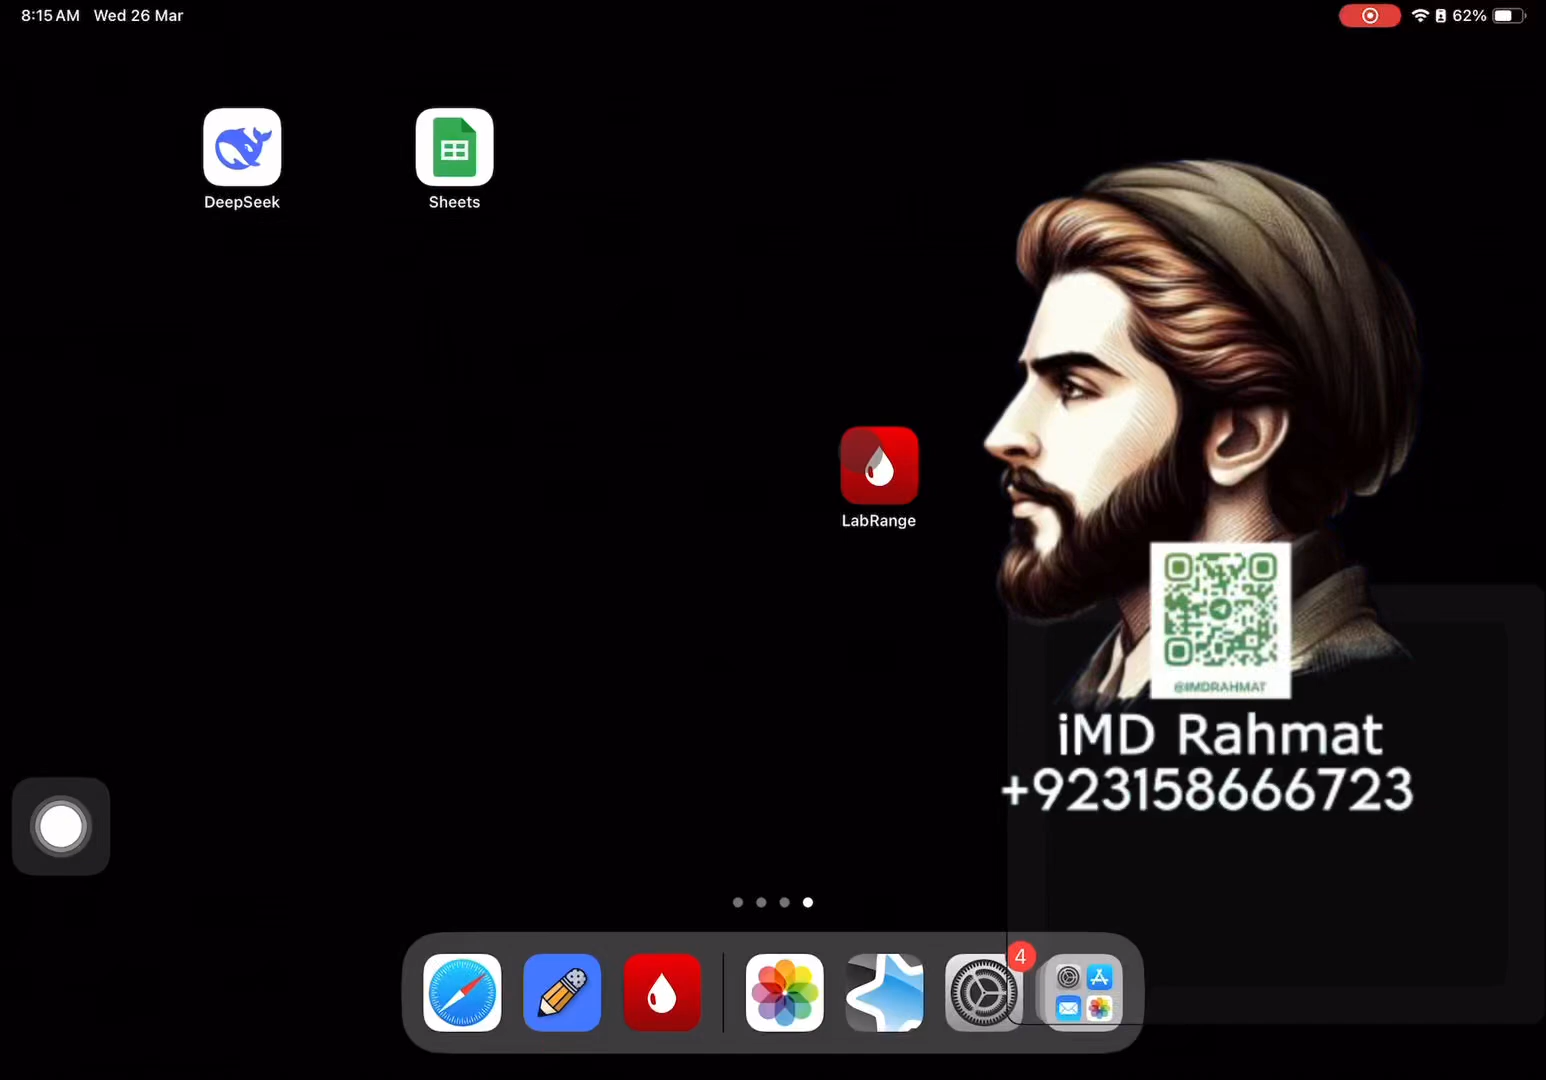 8:15 AM Wed 26 Mar
62%
DeepSeek
Sheets
LabRange
@IMDRAHMAT
iMD Rahmat
+923158666723
4